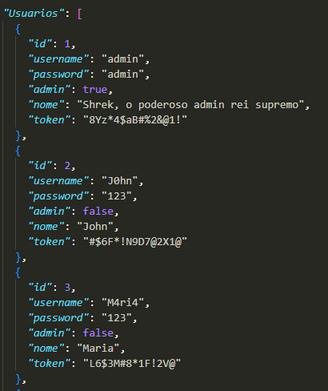 "Usuarios": [
{
"id": 1,
"username": "admin",
"password": "admin",
"admin": true,
"nome": "Shrek, o poderoso admin rei supremo",
"token": "8Yz*4$aB#%2&@1!"
},
{
"id": 2,
"username": "J0hn",
"password": "123",
"admin": false,
"nome": "John",
"token": "#$6F*!N9D7@2X1@"
},
{
"id": 3,
"username": "M4ri4",
"password": "123",
"admin": false,
"nome": "Maria",
"token": "L6$3M#8*1F!2V@"
},